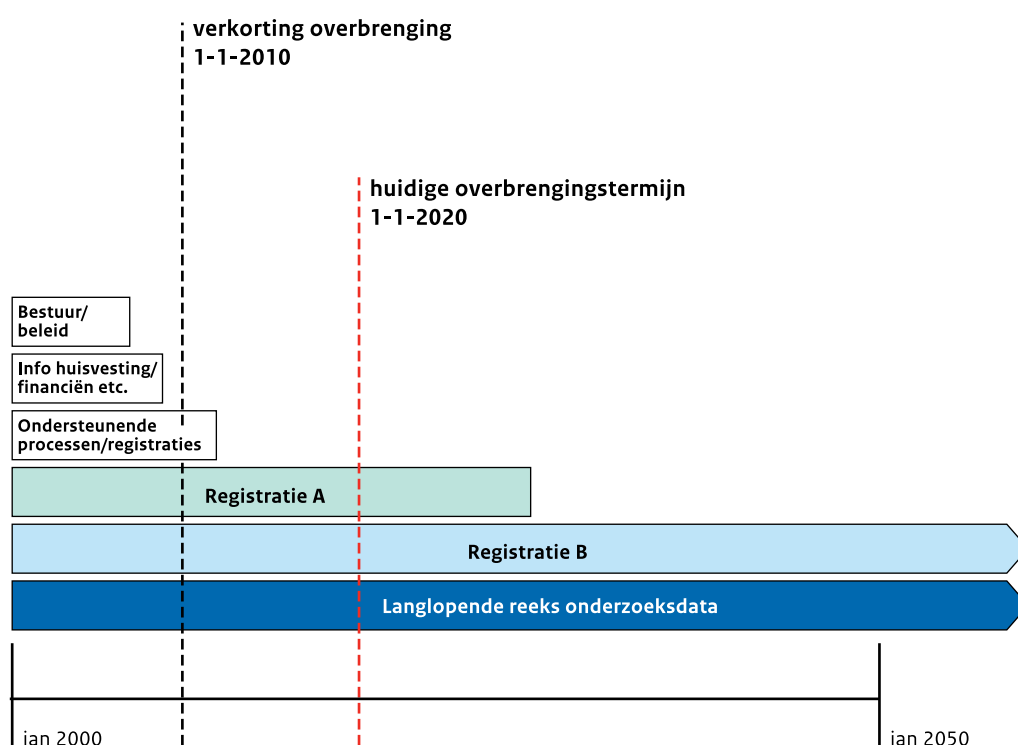 verkorting overbrenging
1-1-2010
huidige overbrengingstermijn
1-1-2020
Bestuur/
beleid
Info huisvesting/
financiën etc.
Ondersteunende
processen/registraties
Registratie A
Registratie B
Langlopende reeks onderzoeksdata
jan 2000
jan 2050